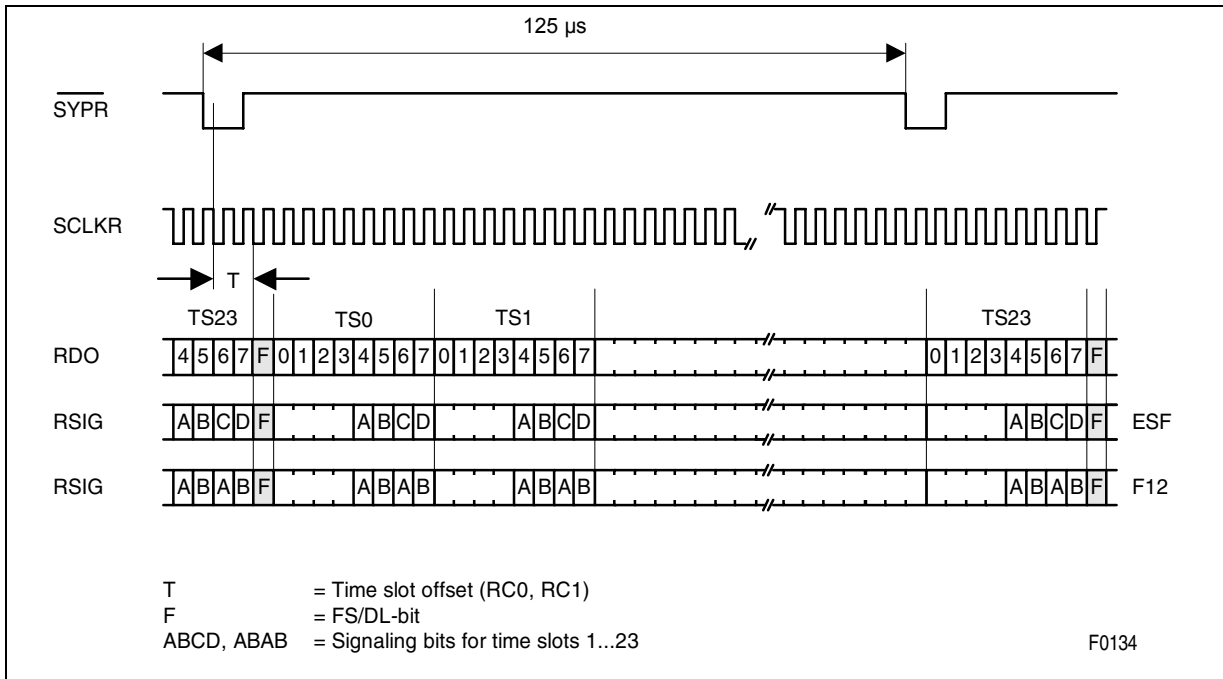 125 µs
SYPR
SCLKR
T
TS23 TS0 TS1 TS23
RDO 4 5 6 7 F 0 1 2 3 4 5 6 7 0 1 2 3 4 5 6 7 0 1 2 3 4 5 6 7 F
RSIG A B C D F A B C D A B C D A B C D F ESF
RSIG A B A B F A B A B A B A B A B A B F F12
T = Time slot offset (RC0, RC1)
F = FS/DL-bit
ABCD, ABAB = Signaling bits for time slots 1...23
F0134